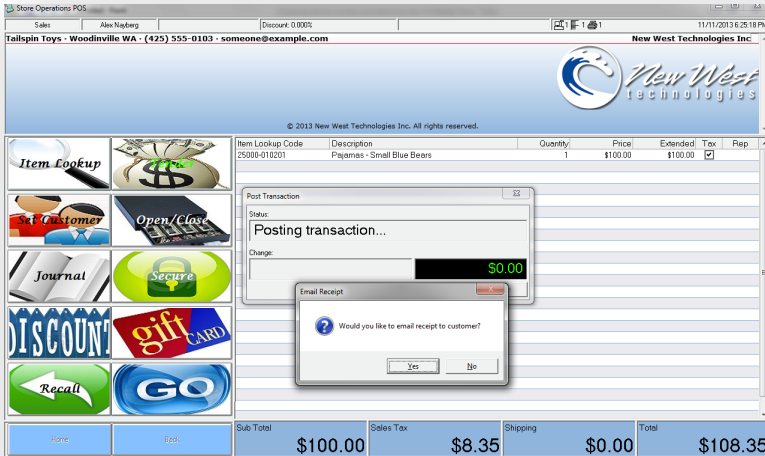 Store Operations POS
Sales Alex Nayberg Discount: 0.000% 1 1 1 11/11/2013 6:25:18 PM
Tailspin Toys - Woodinville WA - (425) 555-0103 - someone@example.com New West Technologies Inc
New West
technologies
© 2013 New West Technologies Inc. All rights reserved.
Item Lookup Code Description Quantity Price Extended Tax Rep
25000-010201 Pajamas - Small Blue Bears 1 $100.00 $100.00
Item Lookup Tender
Set Customer Open/Close
Journal Secure
DISCOUNT gift CARD
Recall GO
Home Back
Post Transaction
Status:
Posting transaction...
Change:
$0.00
Email Receipt
Would you like to email receipt to customer?
Yes No
Sub Total Sales Tax Shipping Total
$100.00 $8.35 $0.00 $108.35